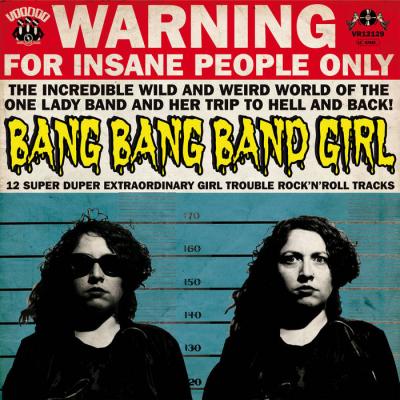 VOODOO
WARNING
VR12129
FOR INSANE PEOPLE ONLY
THE INCREDIBLE WILD AND WEIRD WORLD OF THE
ONE LADY BAND AND HER TRIP TO HELL AND BACK!
BANG BANG BAND GIRL
12 SUPER DUPER EXTRAORDINARY GIRL TROUBLE ROCK'N'ROLL TRACKS
170
160
150
140
130
120